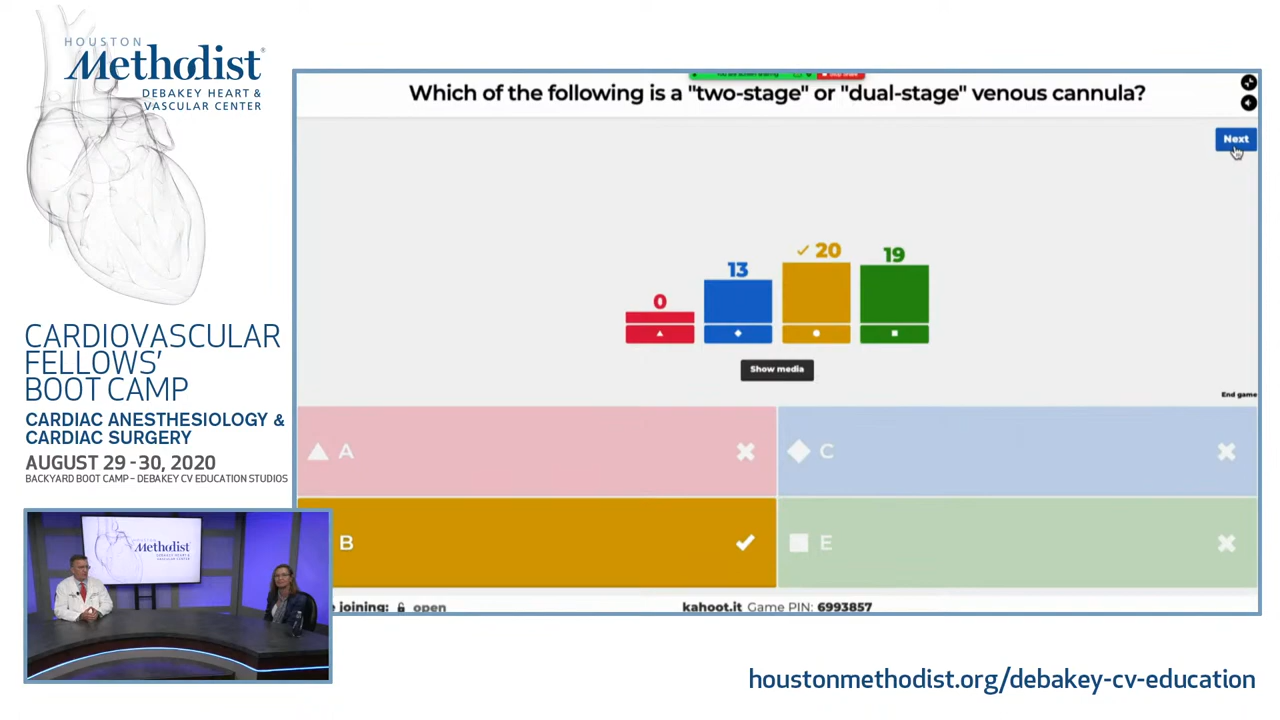 HOUSTON
Methodist
DEBAKEY HEART &
VASCULAR CENTER
CARDIOVASCULAR
FELLOWS'
BOOT CAMP
CARDIAC ANESTHESIOLOGY &
CARDIAC SURGERY
AUGUST 29-30, 2020
BACKYARD BOOT CAMP – DEBAKEY CV EDUCATION STUDIOS
Which of the following is a "two-stage" or "dual-stage" venous cannula?
Next
0
13
20
19
Show media
End game
A
C
B
E
joining: open
kahoot.it Game PIN: 6993857
Methodist
houstonmethodist.org/debakey-cv-education